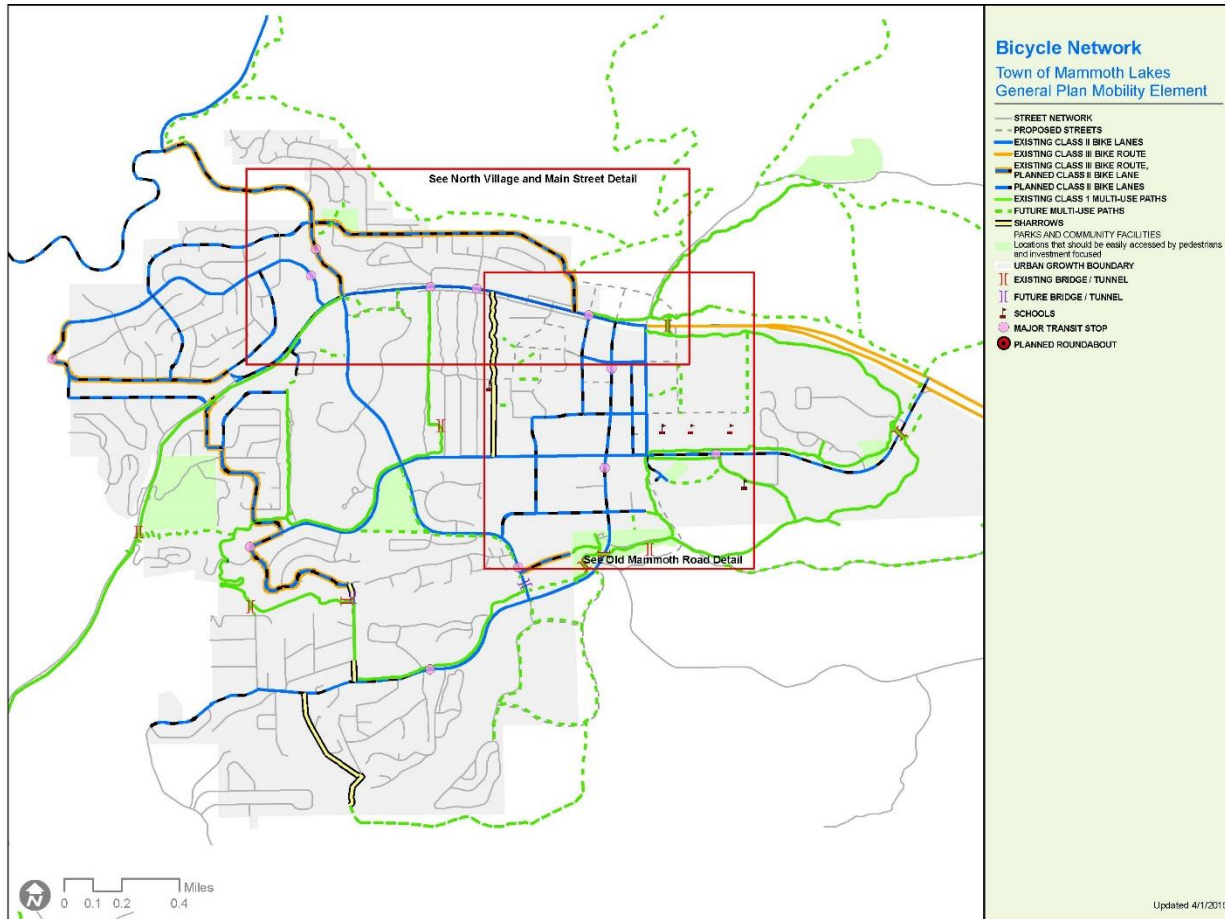 See North Village and Main Street Detail
See Old Mammoth Road Detail
N
Miles
0 0.1 0.2 0.4
Bicycle Network
Town of Mammoth Lakes
General Plan Mobility Element
STREET NETWORK
PROPOSED STREETS
EXISTING CLASS II BIKE LANES
EXISTING CLASS III BIKE ROUTE
EXISTING CLASS III BIKE ROUTE,
PLANNED CLASS II BIKE LANE
PLANNED CLASS II BIKE LANES
EXISTING CLASS 1 MULTI-USE PATHS
FUTURE MULTI-USE PATHS
SHARROWS
PARKS AND COMMUNITY FACILITIES
Locations that should be easily accessed by pedestrians
and investment focused
URBAN GROWTH BOUNDARY
EXISTING BRIDGE / TUNNEL
FUTURE BRIDGE / TUNNEL
SCHOOLS
MAJOR TRANSIT STOP
PLANNED ROUNDABOUT
Updated